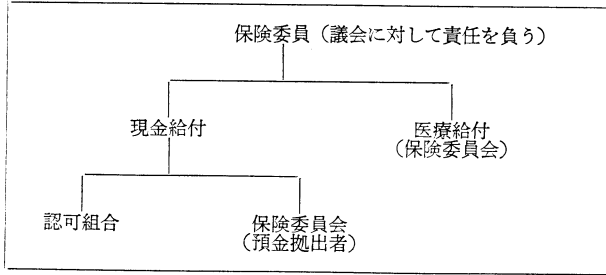 保険委員（議会に対して責任を負う）
現金給付
医療給付
（保険委員会）
認可組合
保険委員会
（預金拠出者）